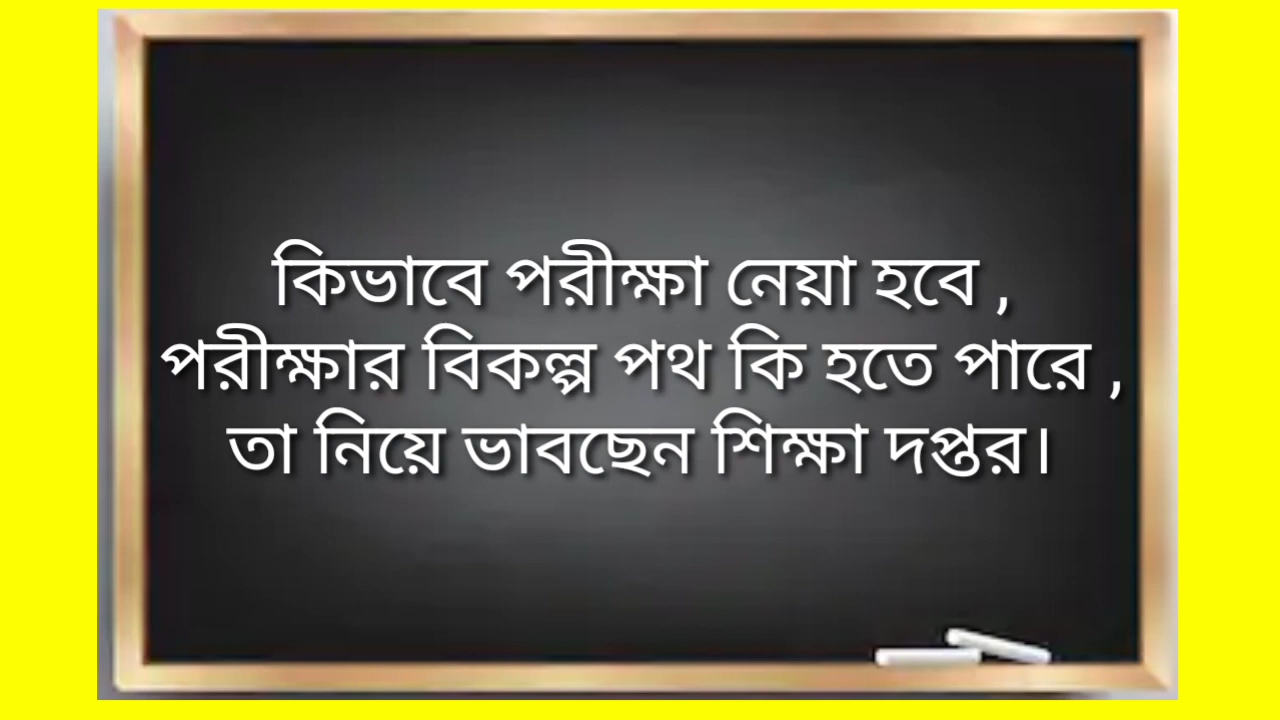 কিভাবে পরীক্ষা নেয়া হবে ,
পরীক্ষার বিকল্প পথ কি হতে পারে ,
তা নিয়ে ভাবছেন শিক্ষা দপ্তর।